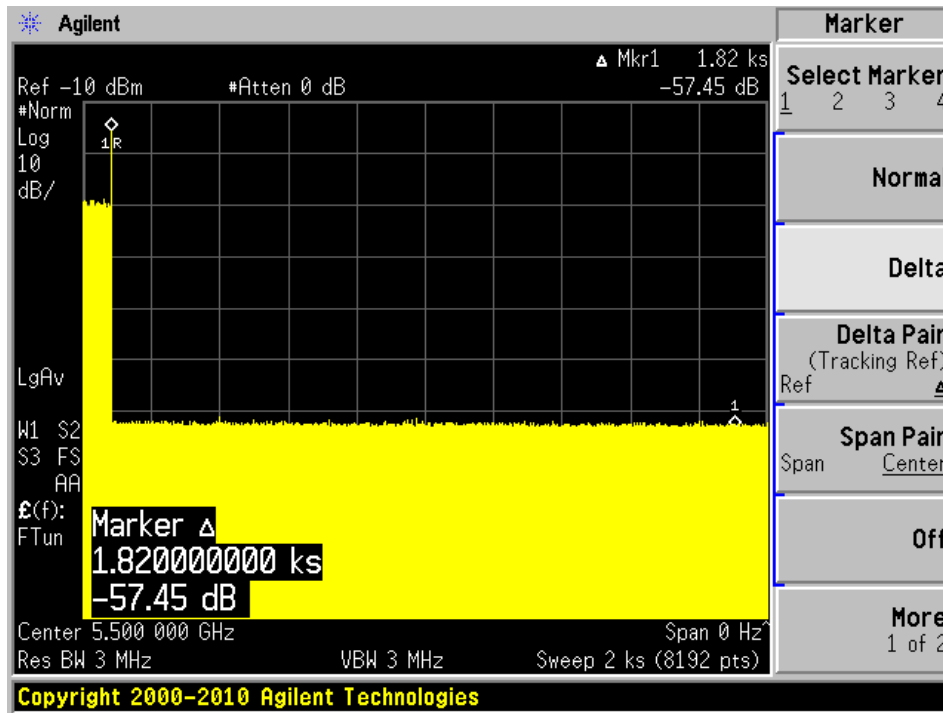 Agilent
Marker
Δ Mkr1 1.82 ks
Ref -10 dBm #Atten 0 dB -57.45 dB
#Norm
Log
10
dB/
1R
LgAv
1
W1 S2
S3 FS
AA
£(f):
FTun
Marker Δ
1.820000000 ks
-57.45 dB
Center 5.500 000 GHz Span 0 Hz^
Res BW 3 MHz VBW 3 MHz Sweep 2 ks (8192 pts)
Copyright 2000-2010 Agilent Technologies
Select Marker
1 2 3 4
Norma
Delta
Delta Pair
(Tracking Ref)
Ref Δ
Span Pair
Span Center
Off
More
1 of 2